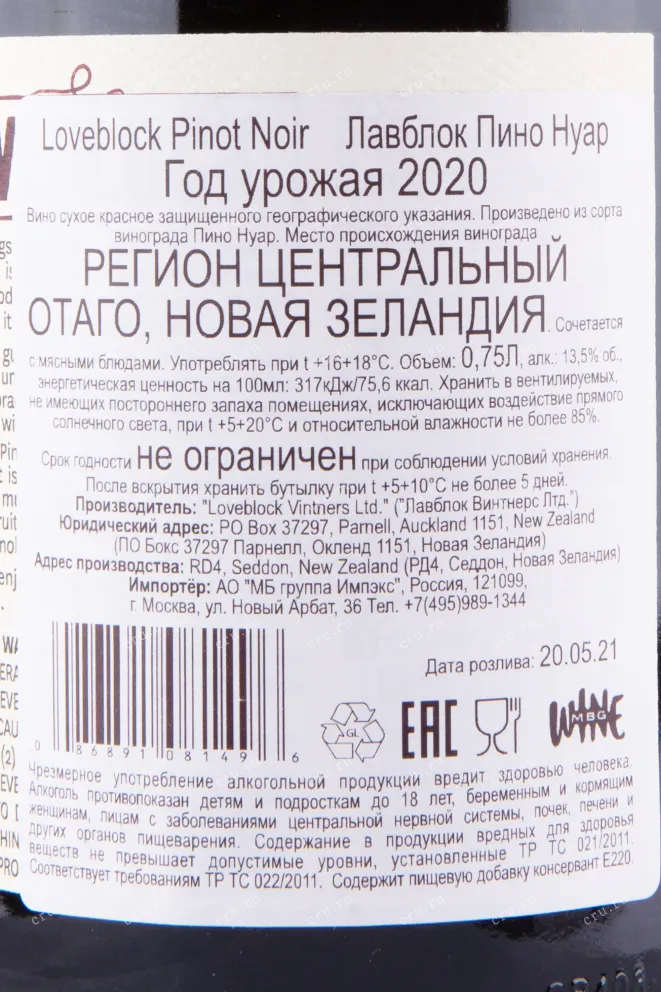 Loveblock Pinot Noir Лавблок Пино Нуар
Год урожая 2020
Вино сухое красное защищенного географического указания. Произведено из сорта
винограда Пино Нуар. Место происхождения винограда
РЕГИОН ЦЕНТРАЛЬНЫЙ
ОТАГО, НОВАЯ ЗЕЛАНДИЯ. Сочетается
с мясными блюдами. Употреблять при t +16+18°C. Объем: 0,75Л, алк.: 13,5% об.,
энергетическая ценность на 100мл: 317кДж/75,6 ккал. Хранить в вентилируемых,
не имеющих постороннего запаха помещениях, исключающих воздействие прямого
солнечного света, при t +5+20°C и относительной влажности не более 85%.
Срок годности не ограничен при соблюдении условий хранения.
После вскрытия хранить бутылку при t +5+10°C не более 5 дней.
Производитель: "Loveblock Vintners Ltd." ("Лавблок Винтнерс Лтд.")
Юридический адрес: PO Box 37297, Parnell, Auckland 1151, New Zealand
(ПО Бокс 37297 Парнелл, Окленд 1151, Новая Зеландия)
Адрес производства: RD4, Seddon, New Zealand (РД4, Седдон, Новая Зеландия)
Импортёр: АО "МБ группа Импэкс", Россия, 121099,
г. Москва, ул. Новый Арбат, 36 Тел. +7(495)989-1344
Дата розлива: 20.05.21
GL
EAC
WINE
MBG
0 86891 08149 6
Чрезмерное употребление алкогольной продукции вредит здоровью человека.
Алкоголь противопоказан детям и подросткам до 18 лет, беременным и кормящим
женщинам, лицам с заболеваниями центральной нервной системы, почек, печени и
других органов пищеварения. Содержание в продукции вредных для здоровья
веществ не превышает допустимые уровни, установленные ТР ТС 021/2011.
Соответствует требованиям ТР ТС 022/2011. Содержит пищевую добавку консервант Е220.